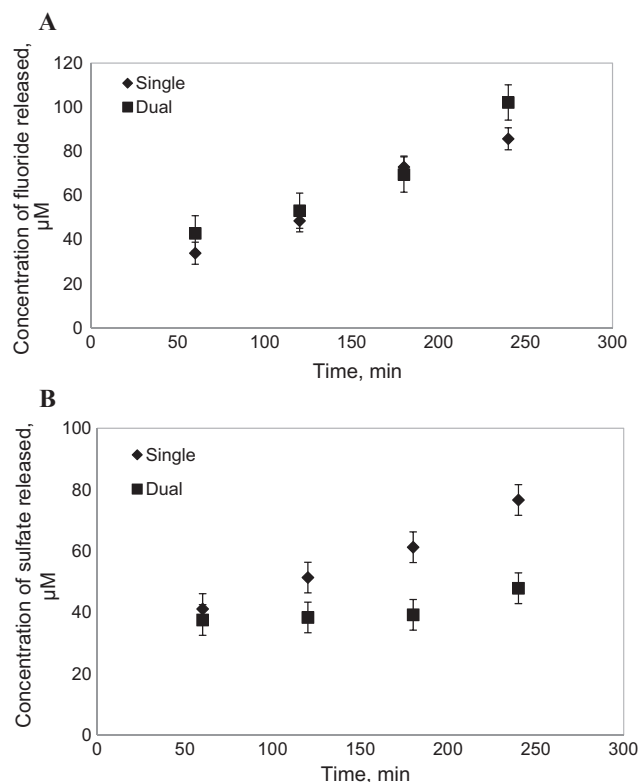 A
Concentration of fluoride released,
µM
120
100
80
60
40
20
0
Single
Dual
0 50 100 150 200 250 300
Time, min
B
Concentration of sulfate released,
µM
100
80
60
40
20
0
Single
Dual
0 50 100 150 200 250 300
Time, min